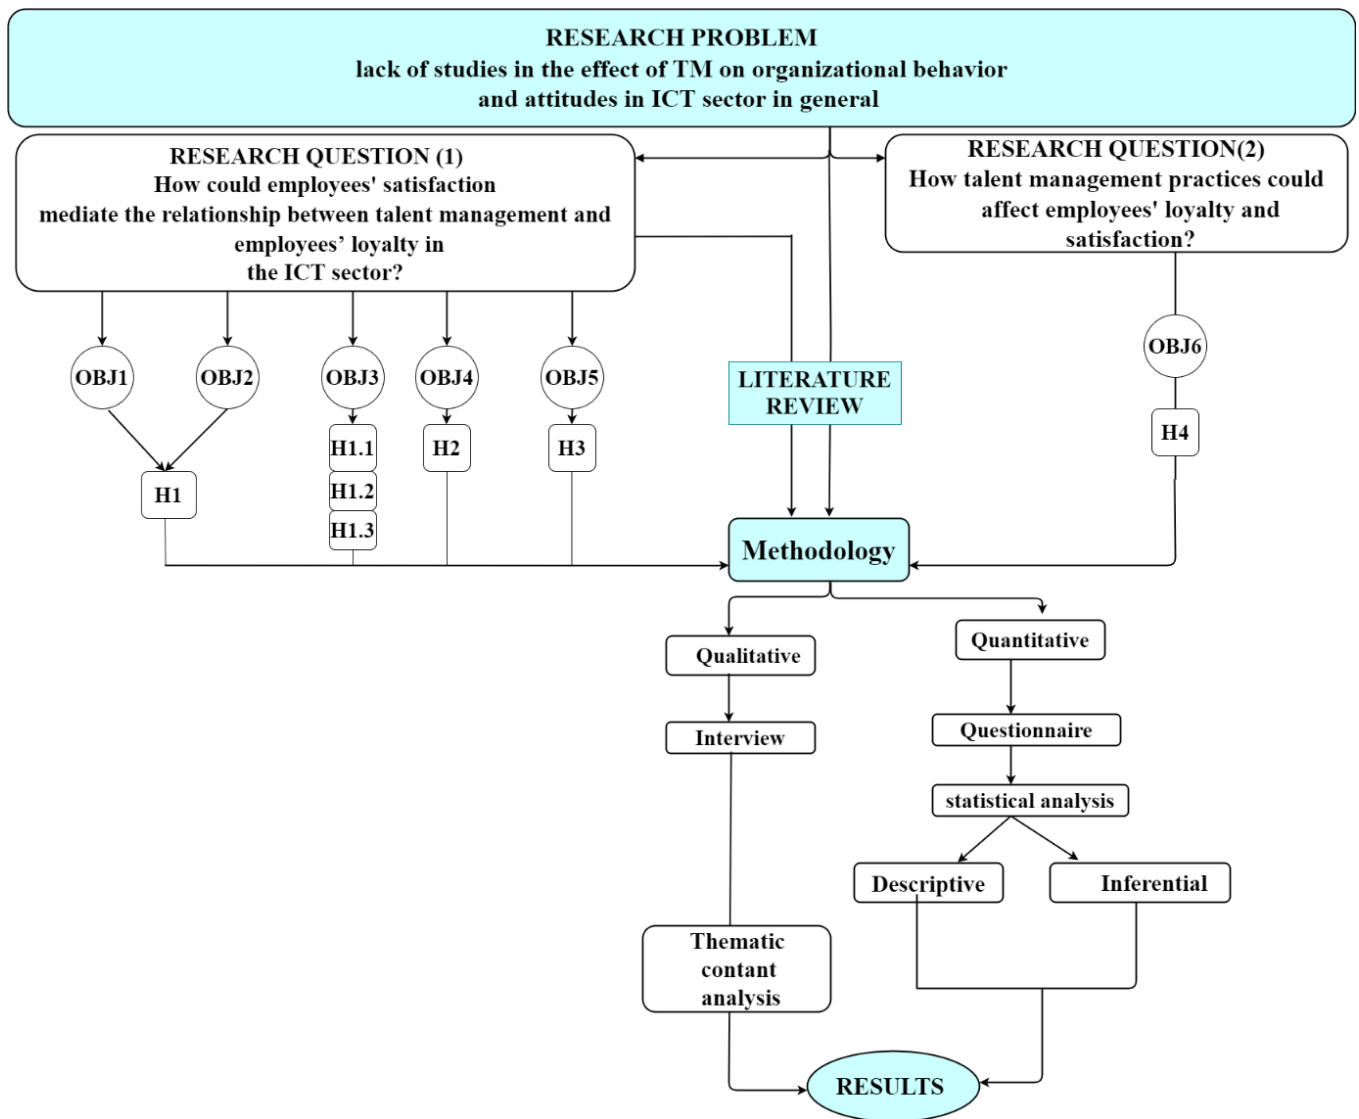 RESEARCH PROBLEM
lack of studies in the effect of TM on organizational behavior
and attitudes in ICT sector in general
RESEARCH QUESTION (1)
How could employees' satisfaction
mediate the relationship between talent management and
employees’ loyalty in
the ICT sector?
RESEARCH QUESTION(2)
How talent management practices could
affect employees' loyalty and
satisfaction?
OBJ1
OBJ2
OBJ3
OBJ4
OBJ5
OBJ6
LITERATURE
REVIEW
H1.1
H1.2
H1.3
H2
H3
H4
H1
Methodology
Qualitative
Quantitative
Interview
Questionnaire
statistical analysis
Descriptive
Inferential
Thematic
contant
analysis
RESULTS